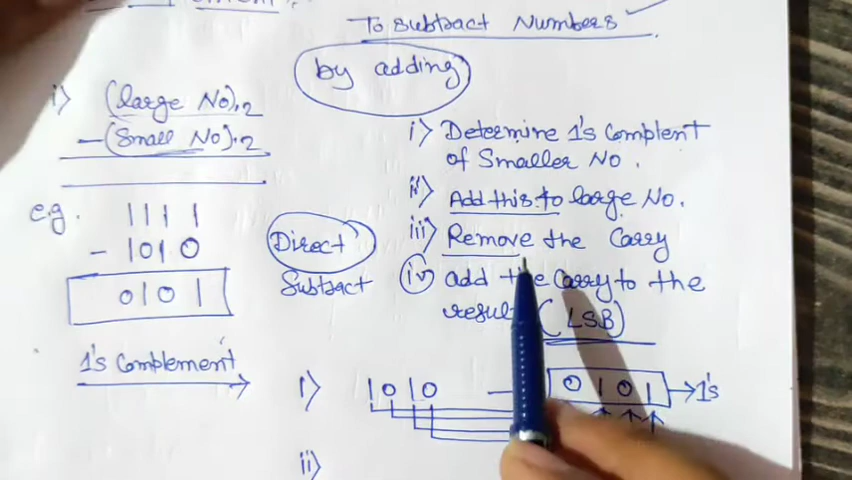 To Subtract Numbers
by adding
i> (large No).2
- (Small No).2
e.g. 1111
- 1010
0101
Direct
Subtract
i> Determine 1's Complent
of Smaller No.
ii> Add this to large No.
iii> Remove the Carry
iv add the Carry to the
result (LSB)
1's Complement
i> 1010 0101 → 1's
ii>